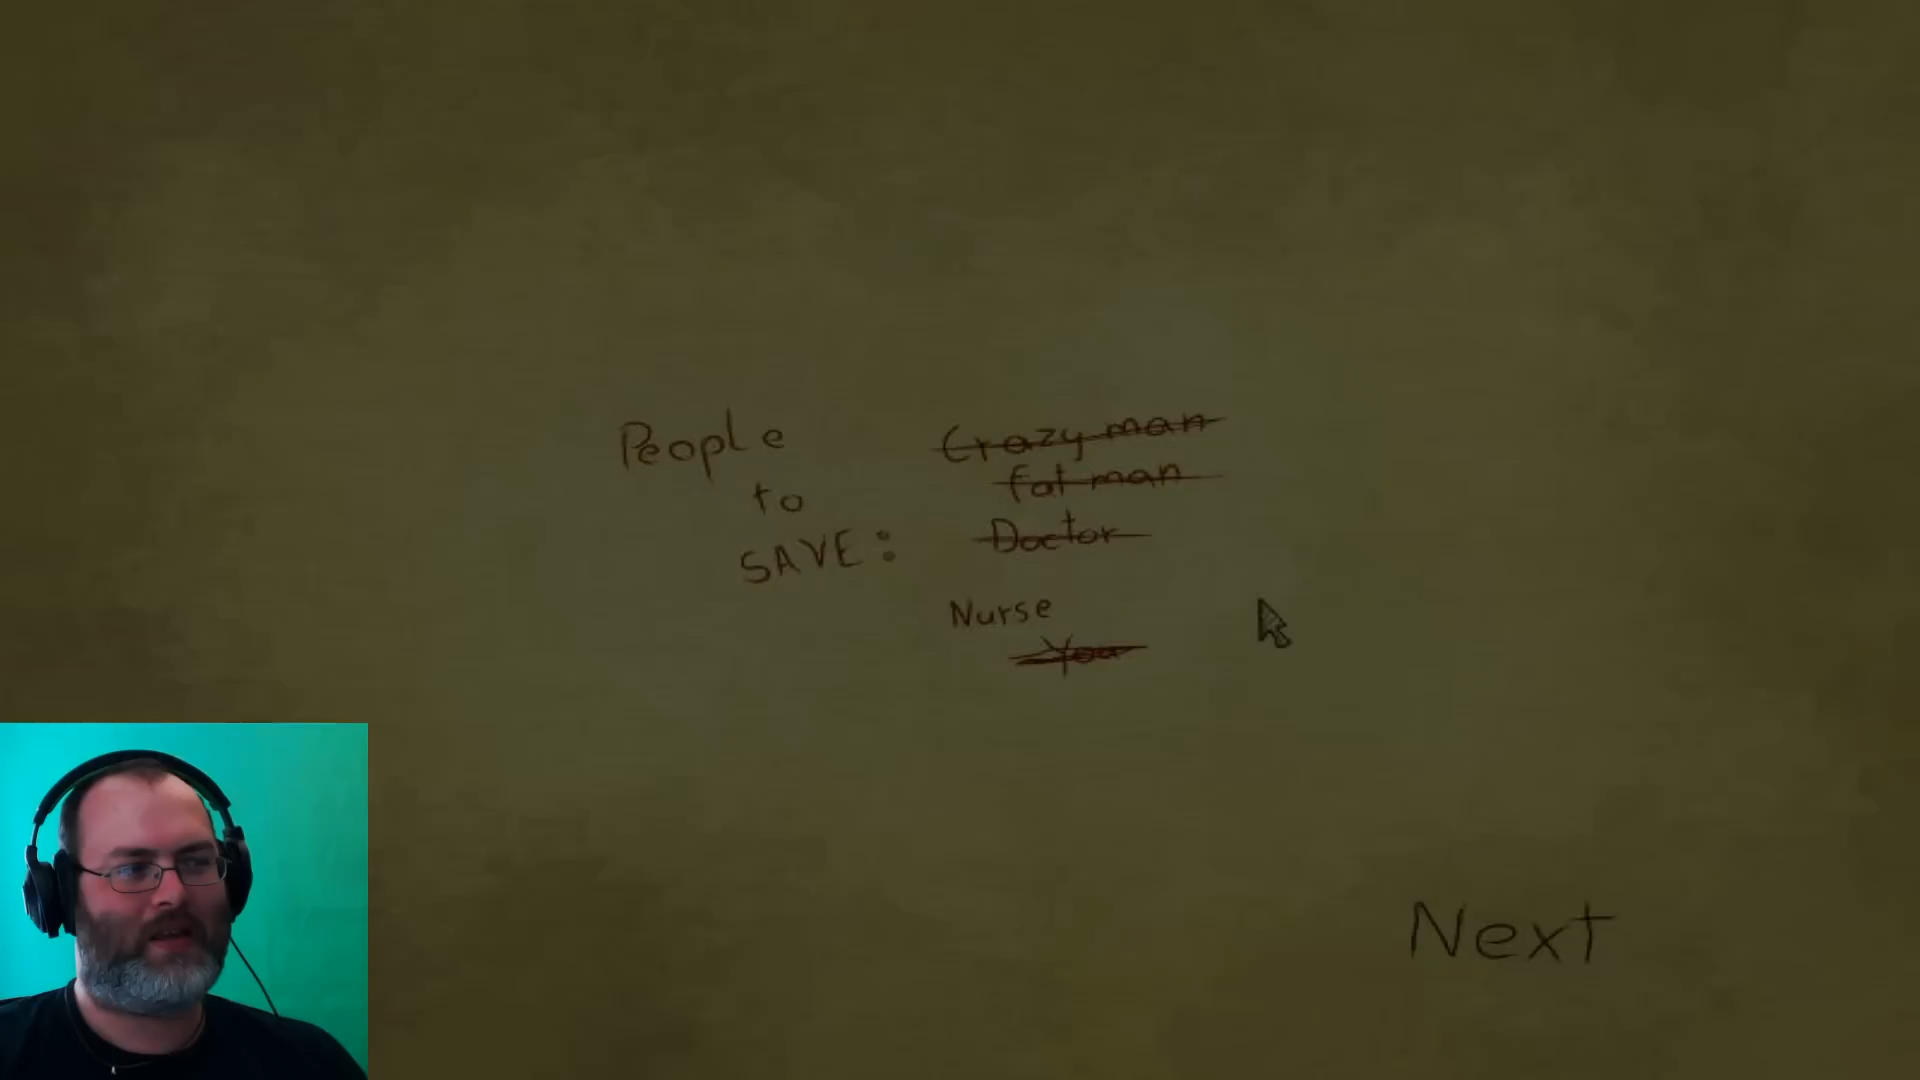 People
to
SAVE:
Crazy man
fat man
Doctor
Nurse
You
Next